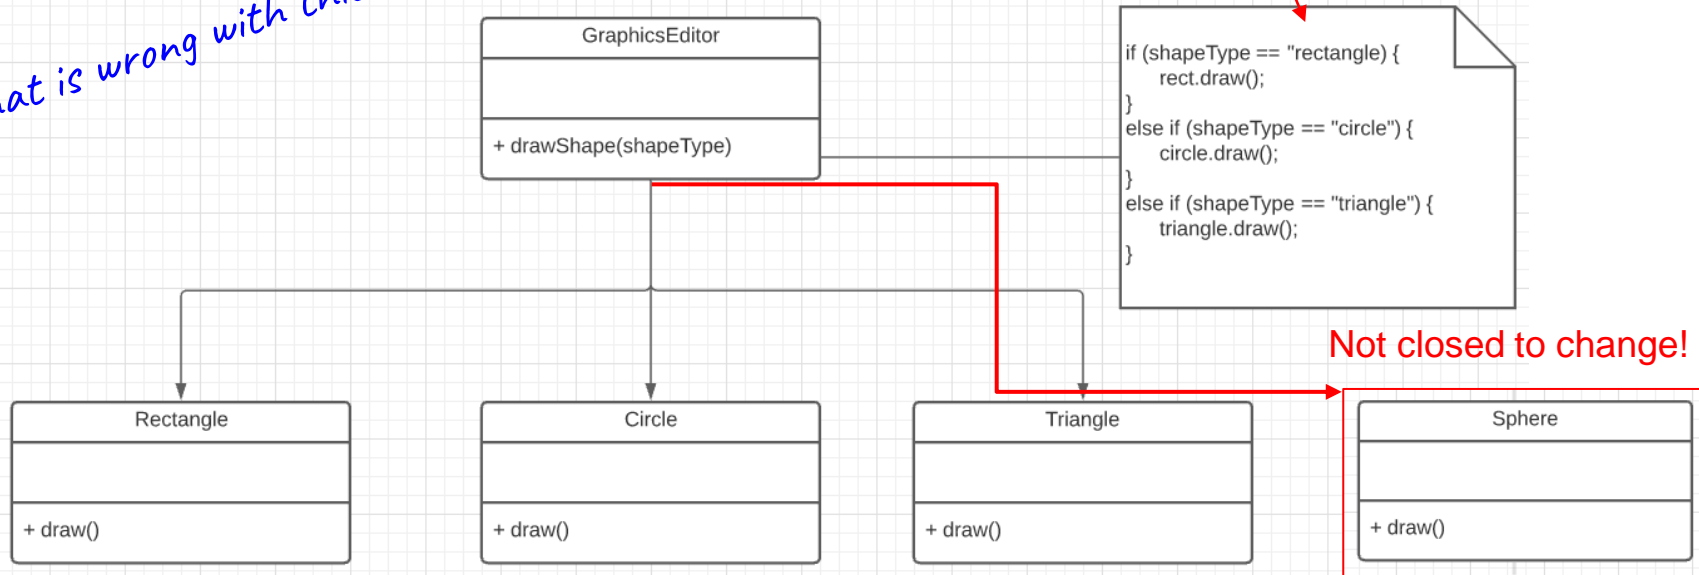 is wrong with
GraphicsEditor
+ drawShape(shapeType)
if (shapeType == "rectangle) {
rect.draw();
}
else if (shapeType == "circle") {
circle.draw();
}
else if (shapeType == "triangle") {
triangle.draw();
}
Not closed to change!
Rectangle
+ draw()
Circle
+ draw()
Triangle
+ draw()
Sphere
+ draw()